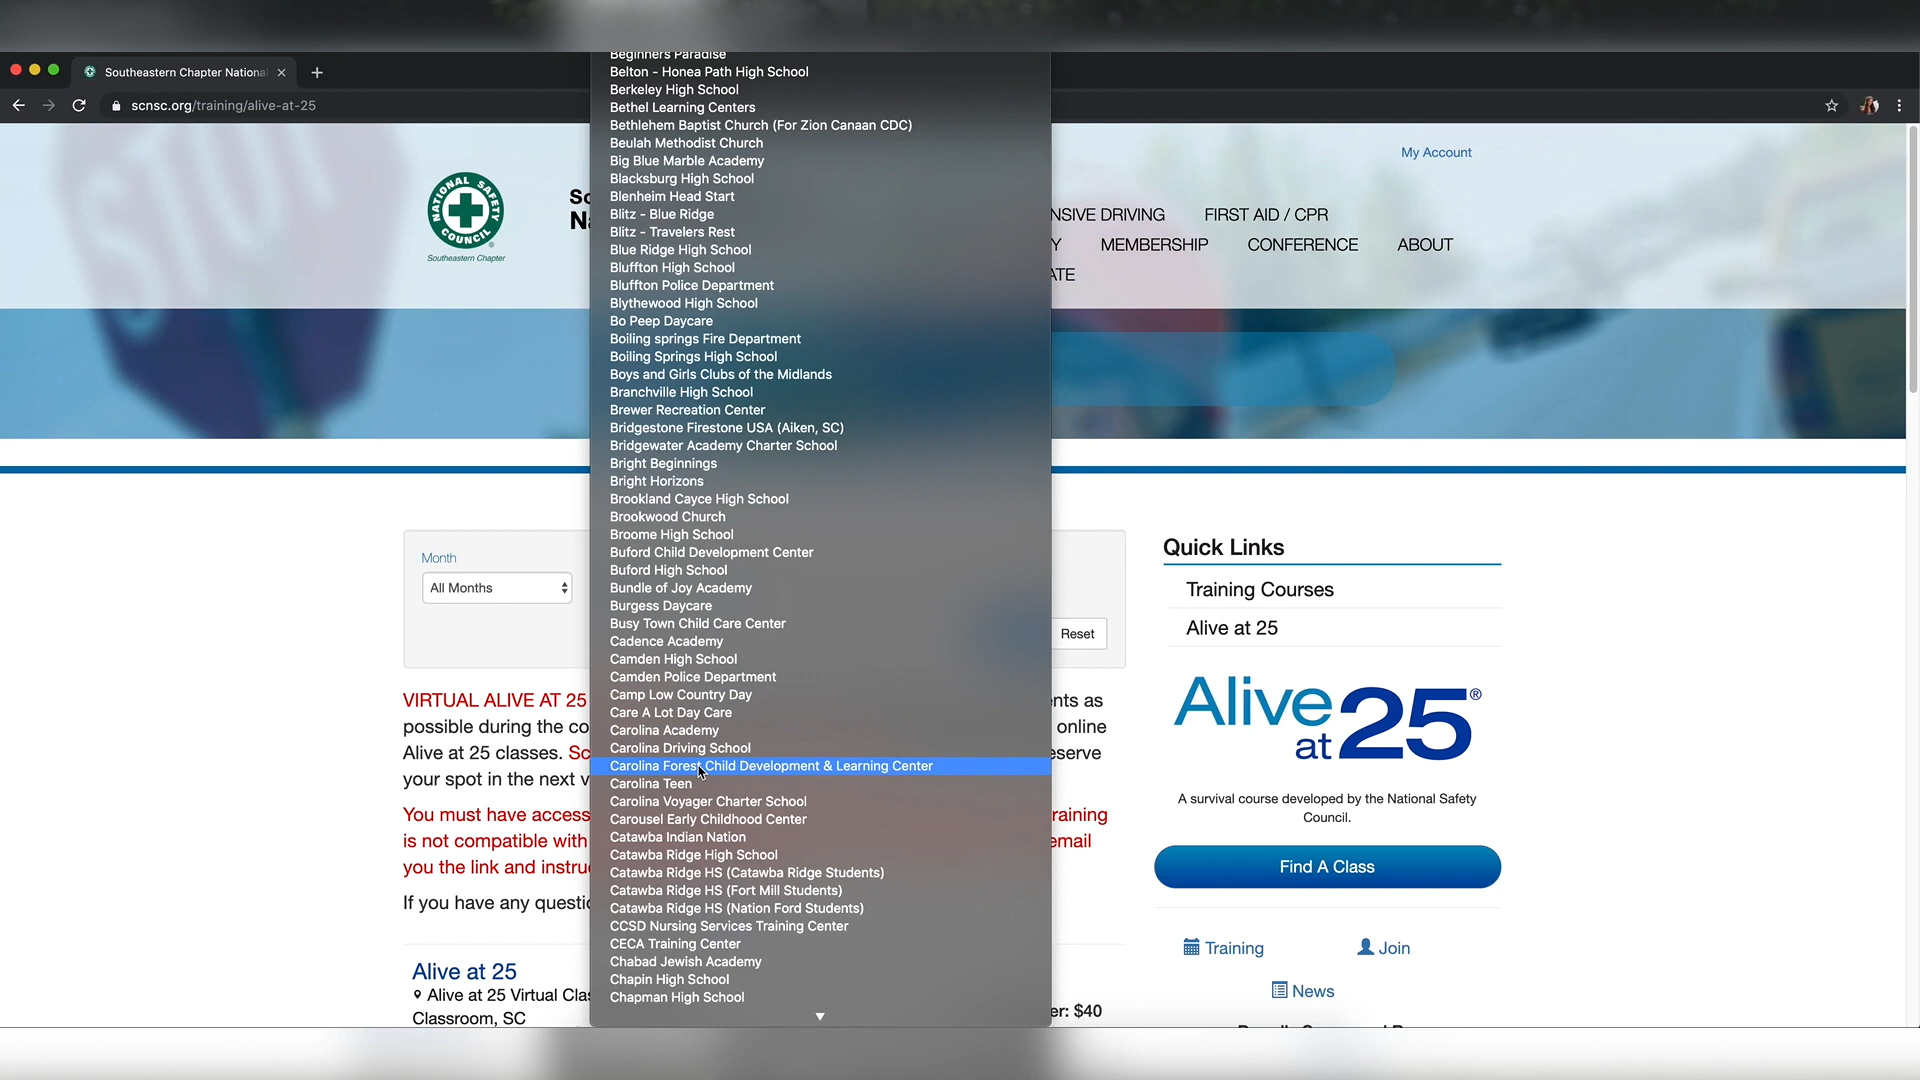 Southeastern Chapter National
scnsc.org/training/alive-at-25
My Account
NATIONAL SAFETY COUNCIL
Southeastern Chapter
NSIVE DRIVING FIRST AID / CPR
MEMBERSHIP CONFERENCE ABOUT
Beginners Paradise
Belton - Honea Path High School
Berkeley High School
Bethel Learning Centers
Bethlehem Baptist Church (For Zion Canaan CDC)
Beulah Methodist Church
Big Blue Marble Academy
Blacksburg High School
Blenheim Head Start
Blitz - Blue Ridge
Blitz - Travelers Rest
Blue Ridge High School
Bluffton High School
Bluffton Police Department
Blythewood High School
Bo Peep Daycare
Boiling springs Fire Department
Boiling Springs High School
Boys and Girls Clubs of the Midlands
Branchville High School
Brewer Recreation Center
Bridgestone Firestone USA (Aiken, SC)
Bridgewater Academy Charter School
Bright Beginnings
Bright Horizons
Brookland Cayce High School
Brookwood Church
Broome High School
Buford Child Development Center
Buford High School
Bundle of Joy Academy
Burgess Daycare
Busy Town Child Care Center
Cadence Academy
Camden High School
Camden Police Department
Camp Low Country Day
Care A Lot Day Care
Carolina Academy
Carolina Driving School
Carolina Forest Child Development & Learning Center
Carolina Teen
Carolina Voyager Charter School
Carousel Early Childhood Center
Catawba Indian Nation
Catawba Ridge High School
Catawba Ridge HS (Catawba Ridge Students)
Catawba Ridge HS (Fort Mill Students)
Catawba Ridge HS (Nation Ford Students)
CCSD Nursing Services Training Center
CECA Training Center
Chabad Jewish Academy
Chapin High School
Chapman High School
Month
All Months
Reset
VIRTUAL ALIVE AT 25 nts as
possible during the co online
Alive at 25 classes. Sc eserve
your spot in the next v
You must have access raining
is not compatible with email
you the link and instru
If you have any questi
Alive at 25
Alive at 25 Virtual Cla
Classroom, SC
er: $40
Quick Links
Training Courses
Alive at 25
Alive at 25®
A survival course developed by the National Safety
Council.
Find A Class
Training Join
News